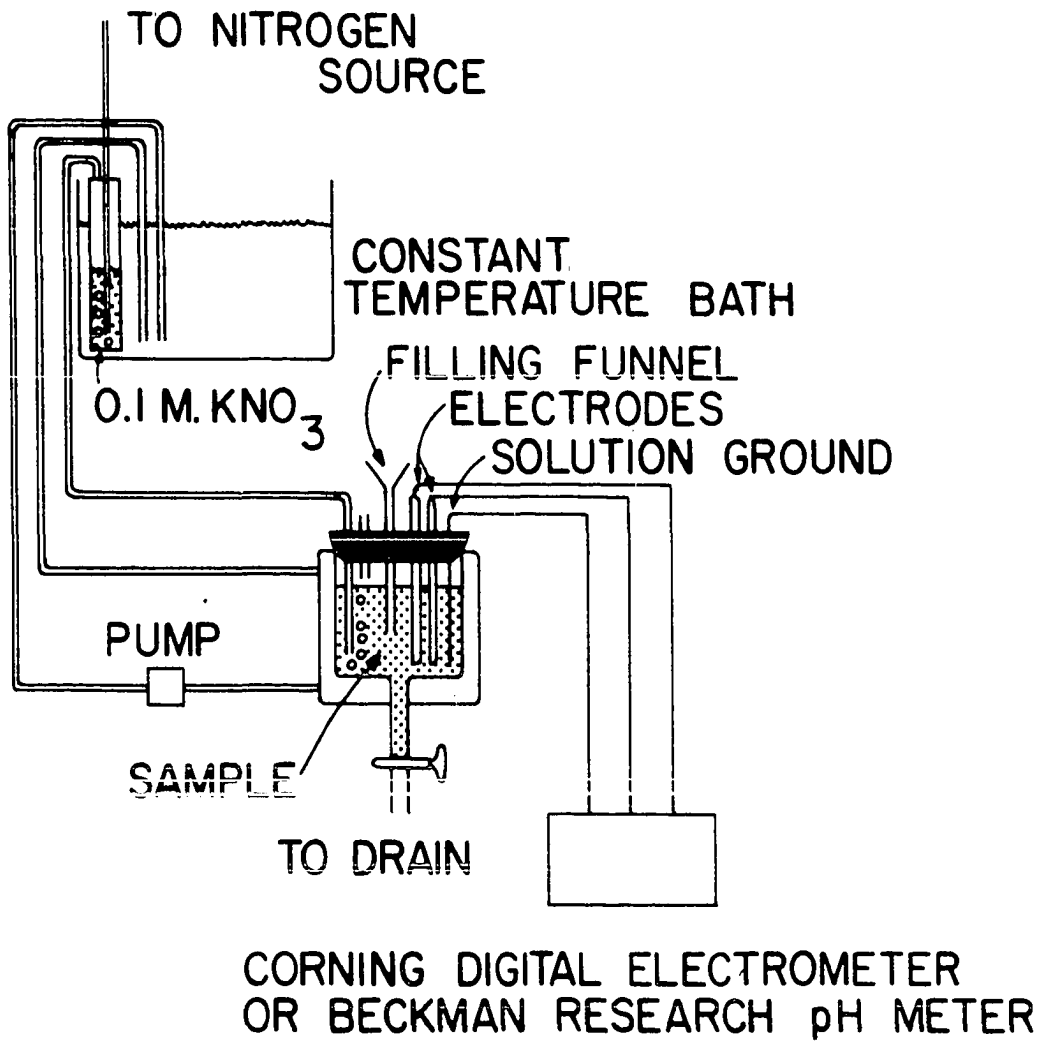 TO NITROGEN
SOURCE
CONSTANT
TEMPERATURE BATH
FILLING FUNNEL
0.1 M. KNO3
ELECTRODES
SOLUTION GROUND
PUMP
SAMPLE
TO DRAIN
CORNING DIGITAL ELECTROMETER
OR BECKMAN RESEARCH pH METER